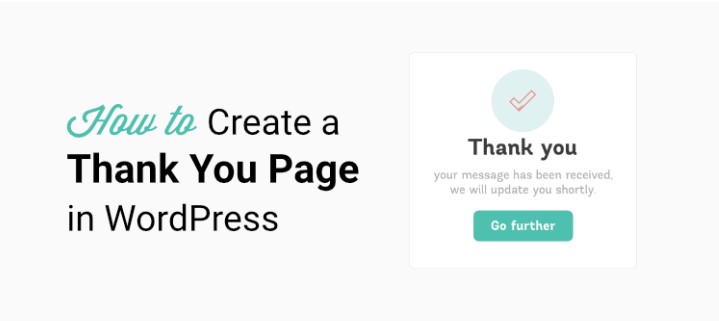 How to Create a
Thank You Page
in WordPress
Thank you
your message has been received,
we will update you shortly.
Go further